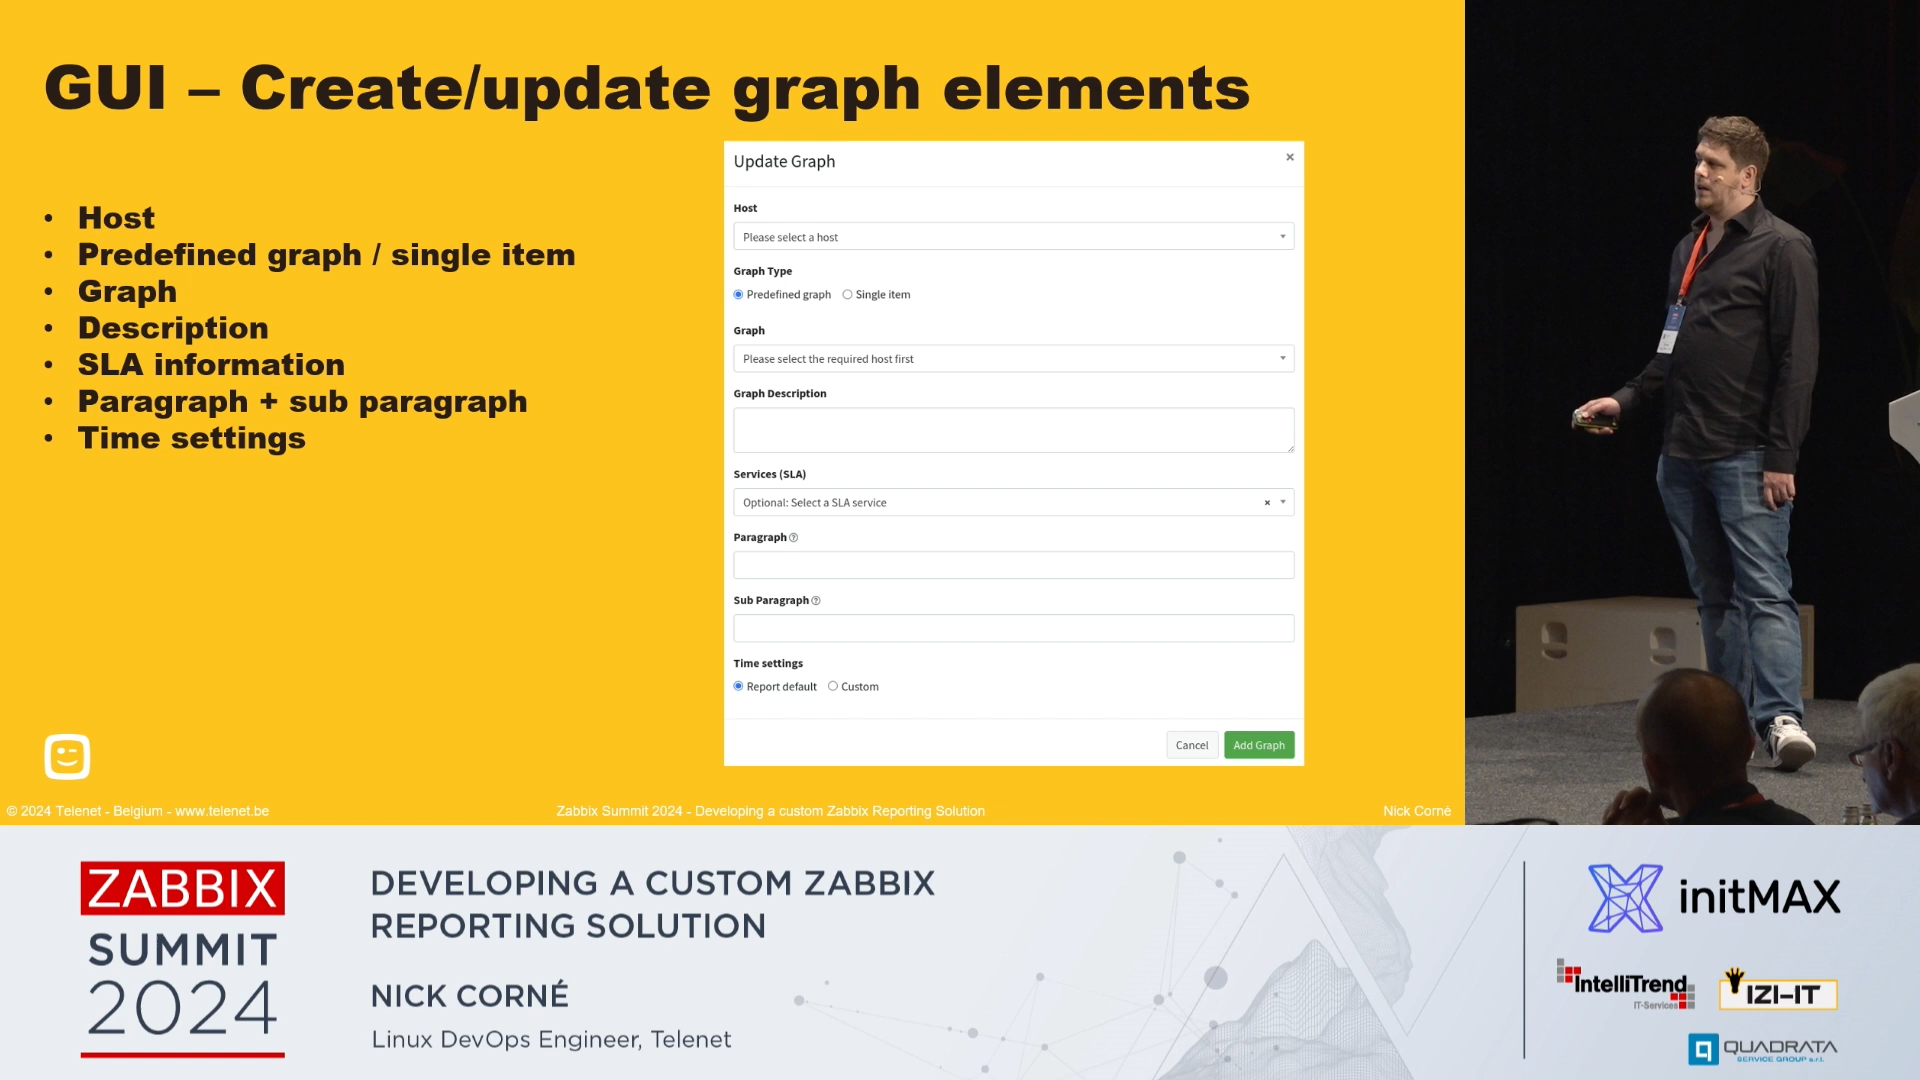 GUI – Create/update graph elements
• Host
• Predefined graph / single item
• Graph
• Description
• SLA information
• Paragraph + sub paragraph
• Time settings
Update Graph ×
Host
Please select a host
Graph Type
Predefined graph Single item
Graph
Please select the required host first
Graph Description
Services (SLA)
Optional: Select a SLA service ×
Paragraph ?
Sub Paragraph ?
Time settings
Report default Custom
Cancel Add Graph
© 2024 Telenet - Belgium - www.telenet.be Zabbix Summit 2024 - Developing a custom Zabbix Reporting Solution Nick Corné
ZABBIX
SUMMIT
2024
DEVELOPING A CUSTOM ZABBIX
REPORTING SOLUTION
NICK CORNÉ
Linux DevOps Engineer, Telenet
initMAX
IntelliTrend
IT-Services
IZI-IT
QUADRATA
SERVICE GROUP s.r.l.